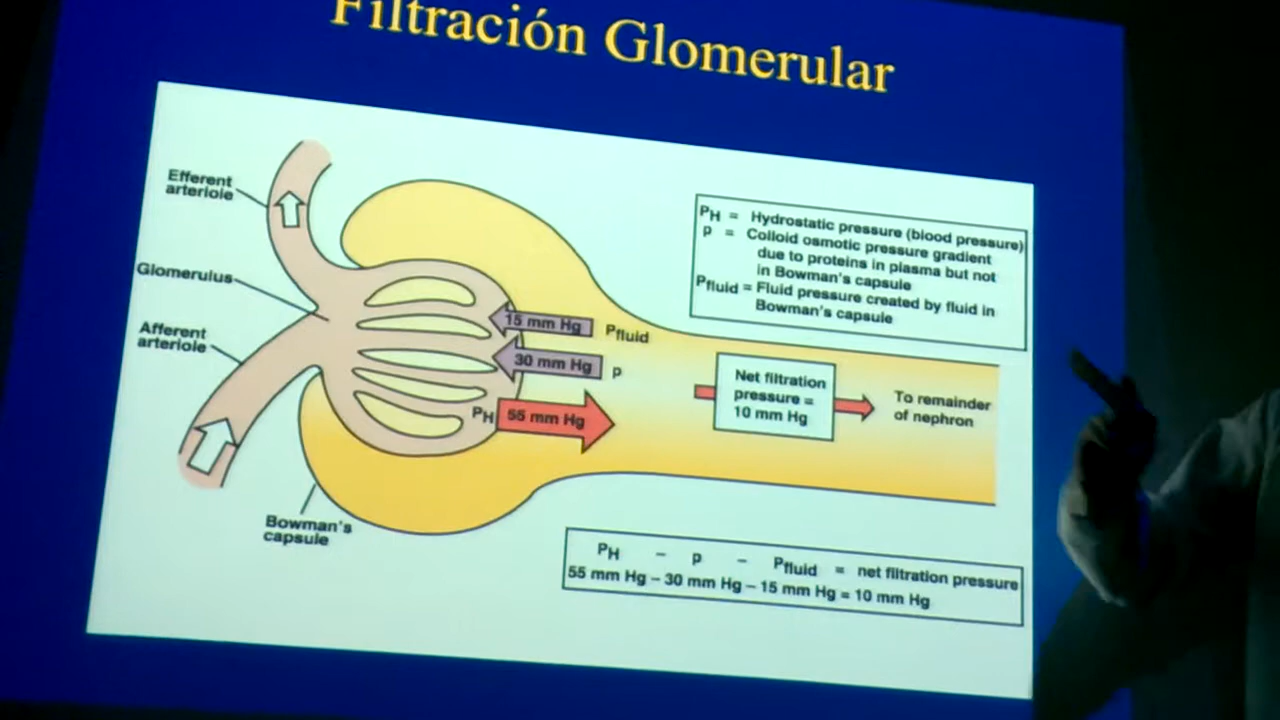 Filtración Glomerular
Efferent
arteriole
Glomerulus
Afferent
arteriole
Bowman's
capsule
PH = Hydrostatic pressure (blood pressure)
p = Colloid osmotic pressure gradient
due to proteins in plasma but not
in Bowman's capsule
Pfluid = Fluid pressure created by fluid in
Bowman's capsule
15 mm Hg
Pfluid
30 mm Hg
p
PH
55 mm Hg
Net filtration
pressure =
10 mm Hg
To remainder
of nephron
PH - p - Pfluid = net filtration pressure
55 mm Hg – 30 mm Hg – 15 mm Hg = 10 mm Hg